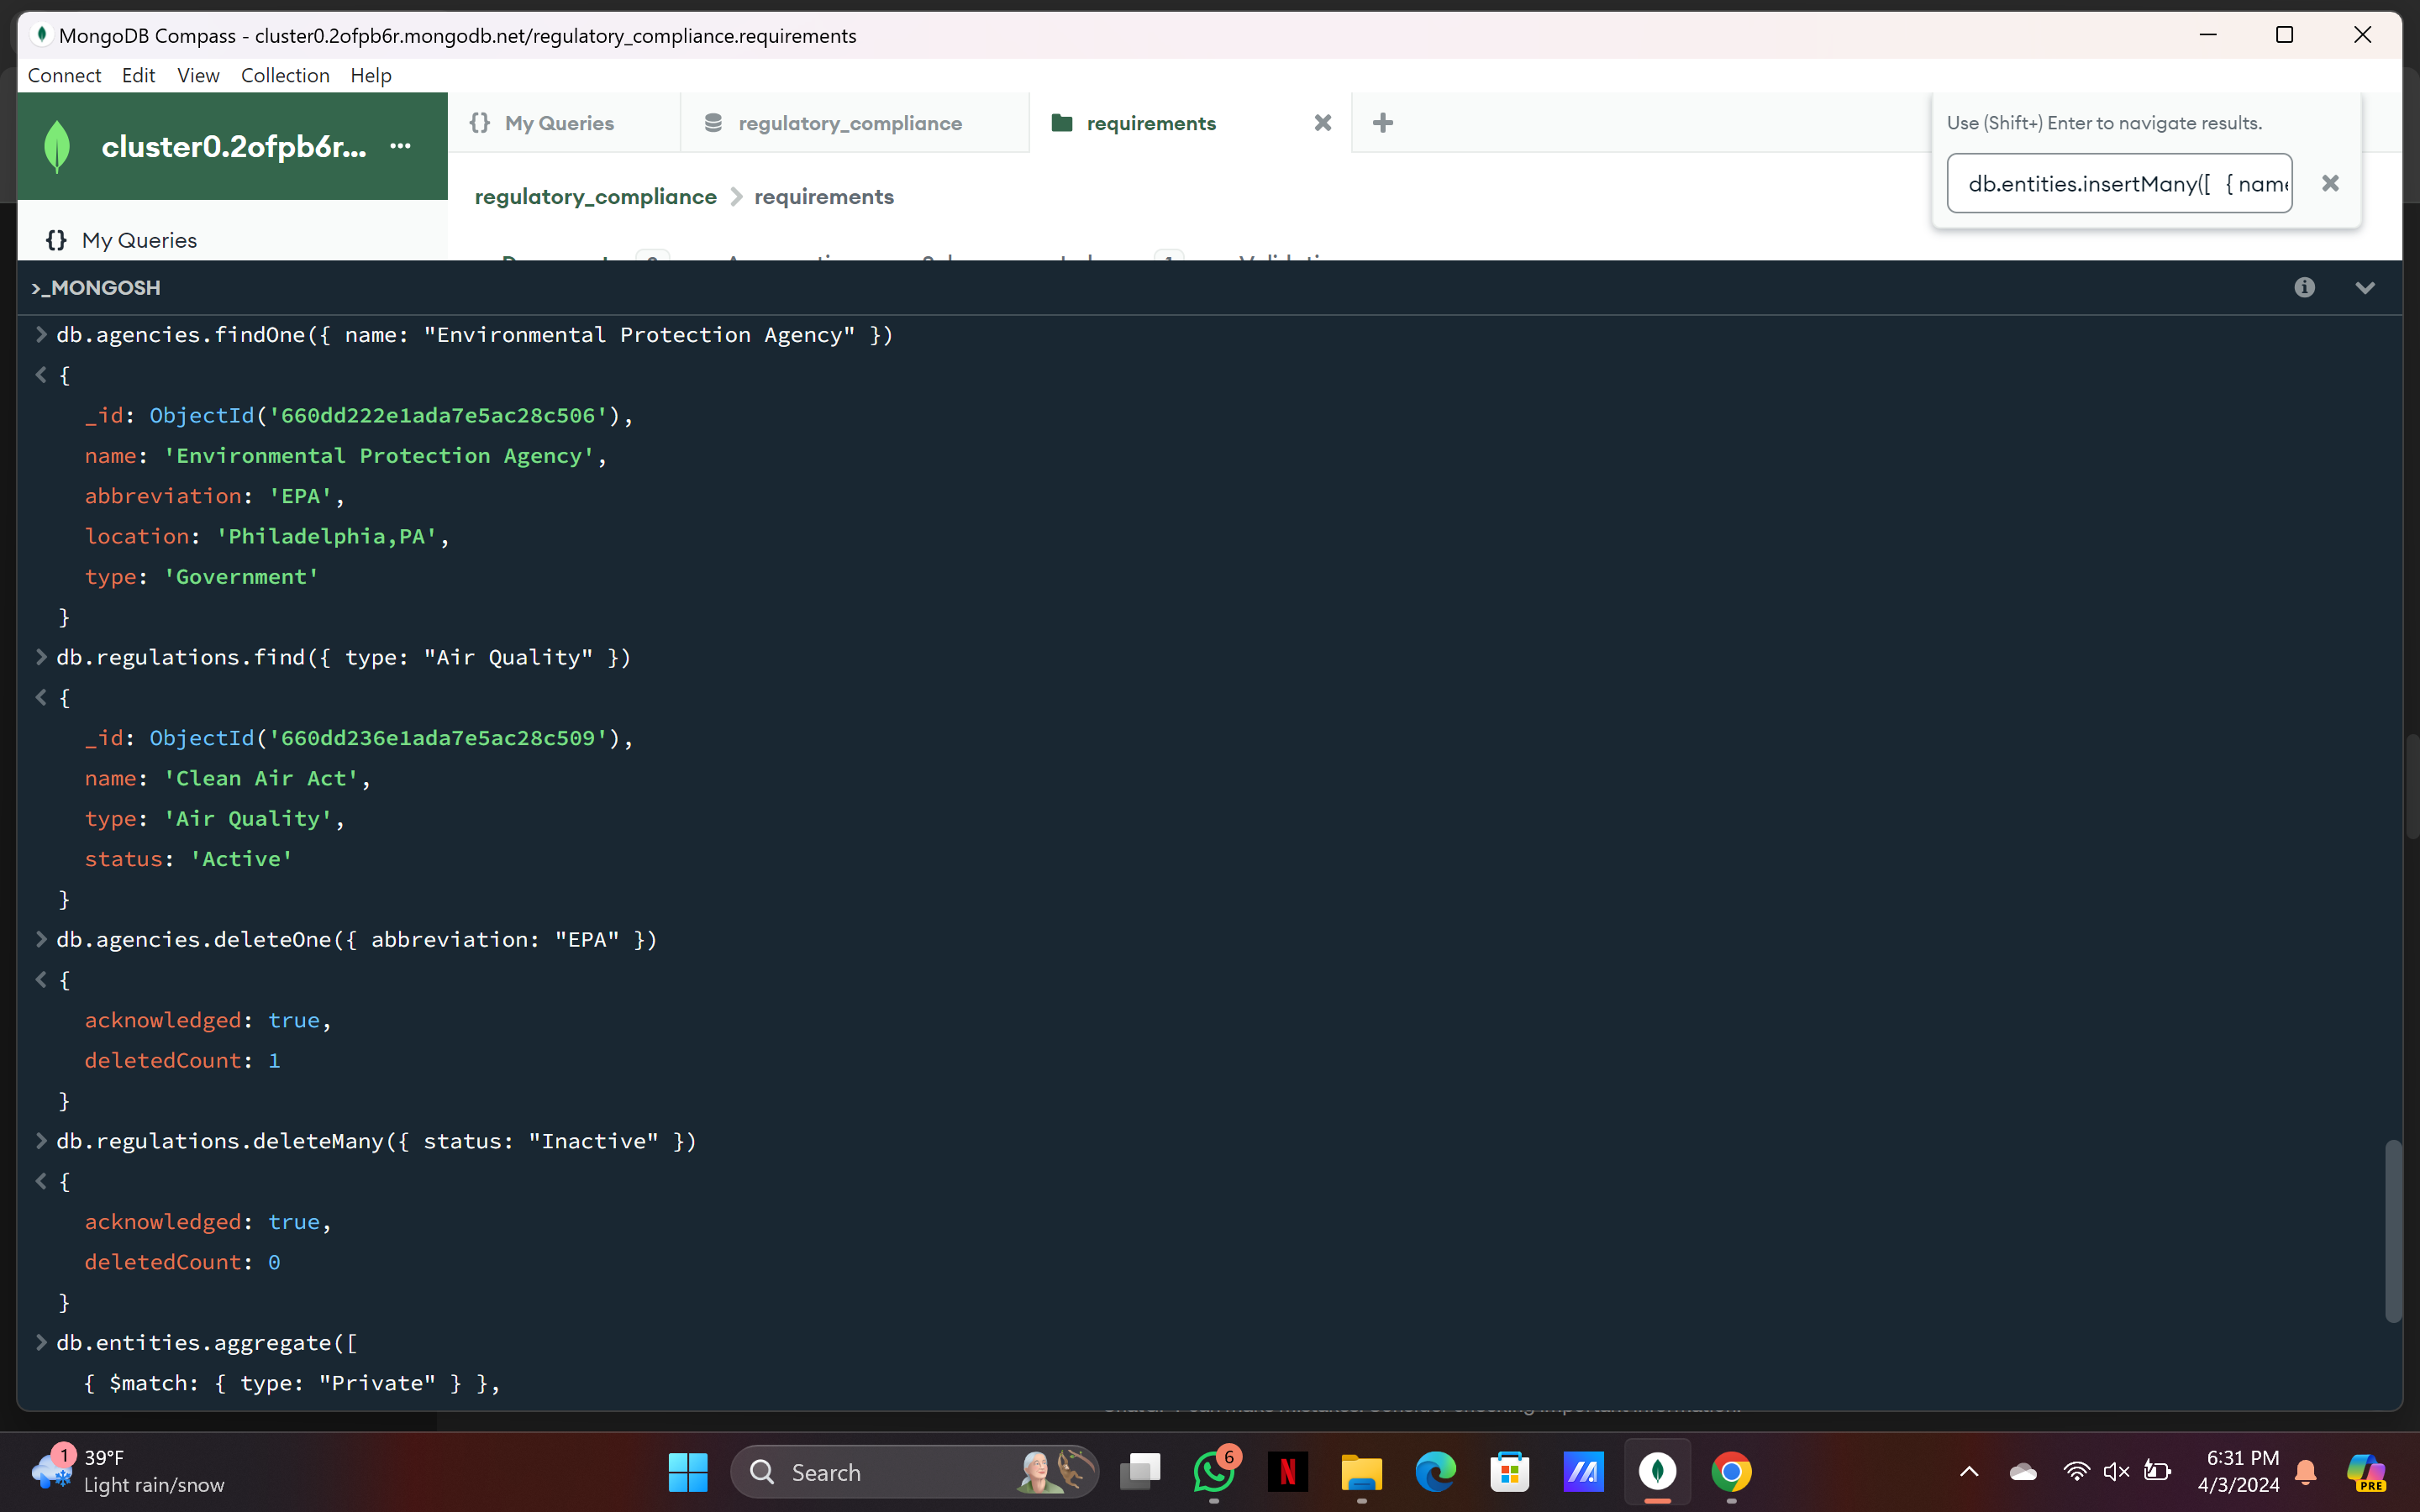 MongoDB Compass - cluster0.2ofpb6r.mongodb.net/regulatory_compliance.requirements
Connect Edit View Collection Help
cluster0.2ofpb6r... ...
{} My Queries
regulatory_compliance
requirements
Use (Shift+) Enter to navigate results.
db.entities.insertMany([ { name
regulatory_compliance > requirements
{} My Queries
>_MONGOSH
> db.agencies.findOne({ name: "Environmental Protection Agency" })
< {
_id: ObjectId('660dd222e1ada7e5ac28c506'),
name: 'Environmental Protection Agency',
abbreviation: 'EPA',
location: 'Philadelphia,PA',
type: 'Government'
}
> db.regulations.find({ type: "Air Quality" })
< {
_id: ObjectId('660dd236e1ada7e5ac28c509'),
name: 'Clean Air Act',
type: 'Air Quality',
status: 'Active'
}
> db.agencies.deleteOne({ abbreviation: "EPA" })
< {
acknowledged: true,
deletedCount: 1
}
> db.regulations.deleteMany({ status: "Inactive" })
< {
acknowledged: true,
deletedCount: 0
}
> db.entities.aggregate([
{ $match: { type: "Private" } },
1
39°F
Light rain/snow
Search
6
N
6:31 PM
4/3/2024
PRE